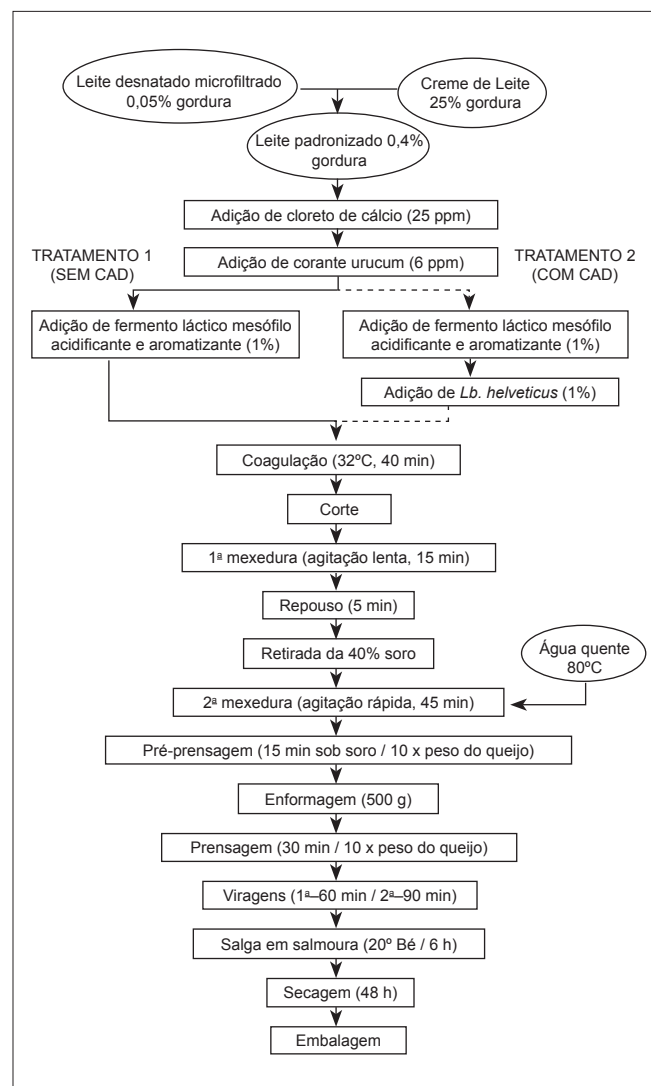 Leite desnatado microfiltrado
0,05% gordura
Creme de Leite
25% gordura
Leite padronizado 0,4%
gordura
Adição de cloreto de cálcio (25 ppm)
TRATAMENTO 1
(SEM CAD)
Adição de corante urucum (6 ppm)
TRATAMENTO 2
(COM CAD)
Adição de fermento láctico mesófilo
acidificante e aromatizante (1%)
Adição de fermento láctico mesófilo
acidificante e aromatizante (1%)
Adição de Lb. helveticus (1%)
Coagulação (32ºC, 40 min)
Corte
1ª mexedura (agitação lenta, 15 min)
Repouso (5 min)
Retirada da 40% soro
Água quente
80ºC
2ª mexedura (agitação rápida, 45 min)
Pré-prensagem (15 min sob soro / 10 x peso do queijo)
Enformagem (500 g)
Prensagem (30 min / 10 x peso do queijo)
Viragens (1ª–60 min / 2ª–90 min)
Salga em salmoura (20º Bé / 6 h)
Secagem (48 h)
Embalagem